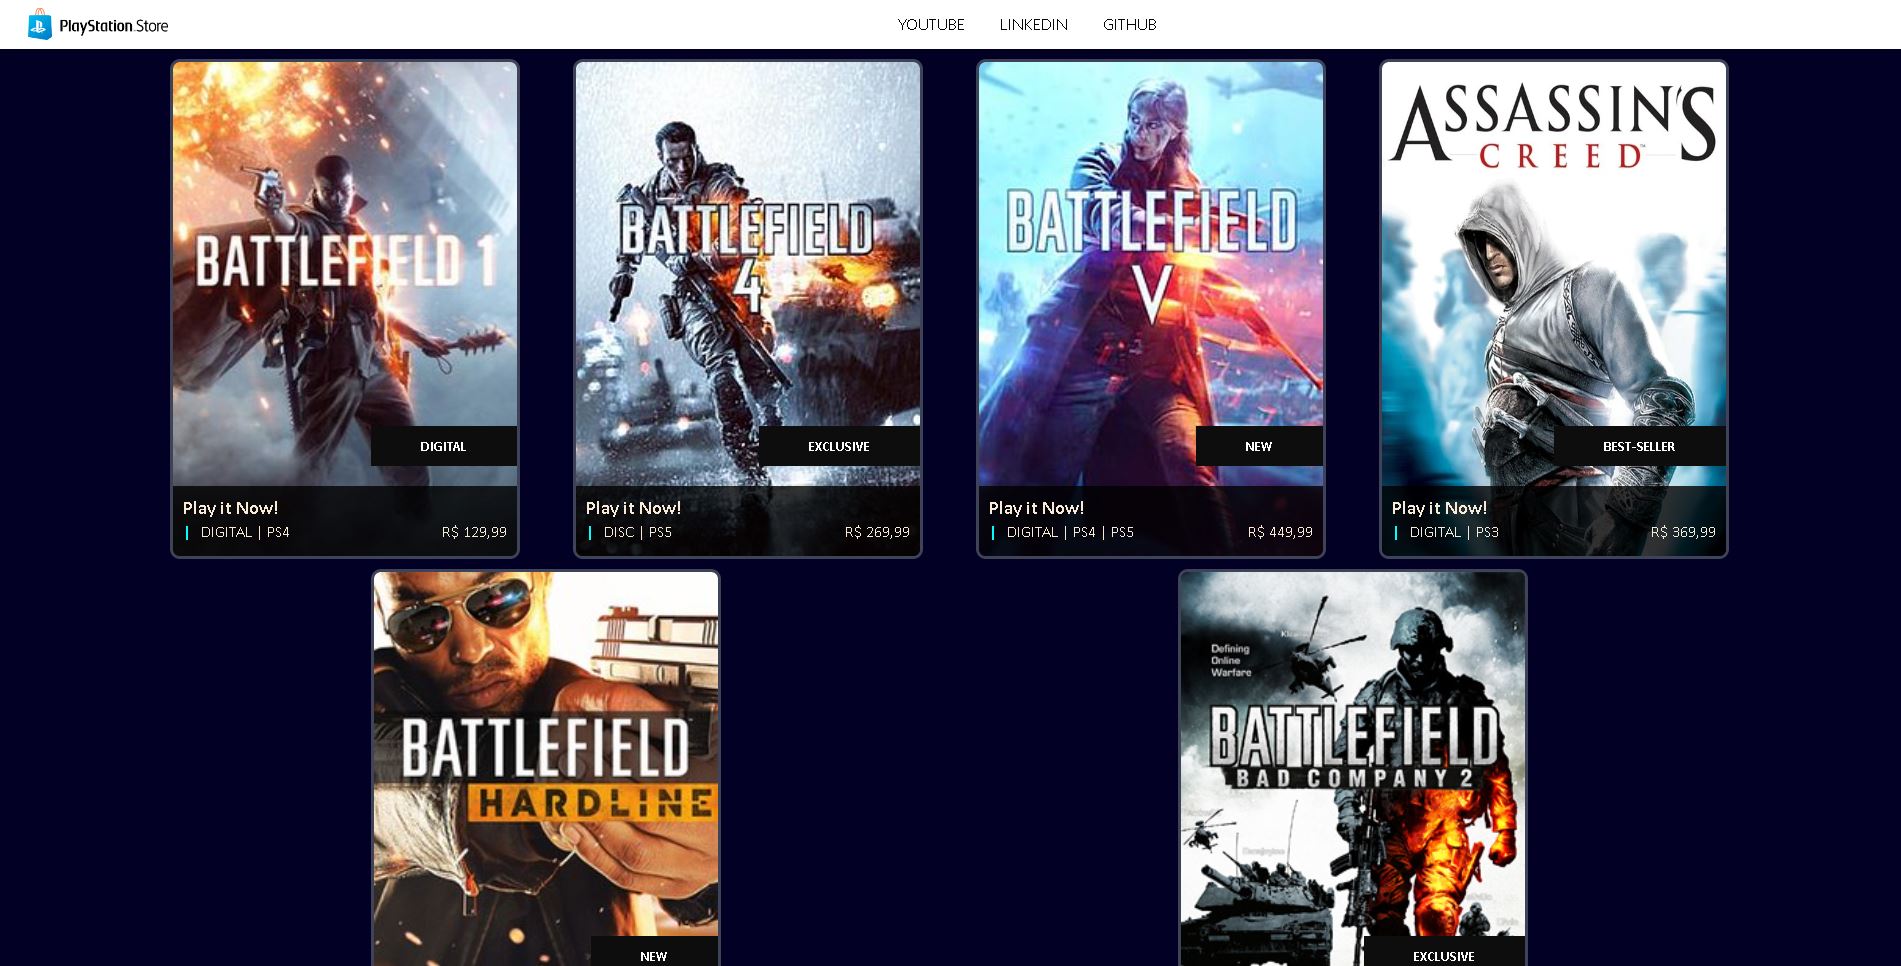 PlayStation.Store
YOUTUBE LINKEDIN GITHUB
BATTLEFIELD 1
DIGITAL
Play it Now!
| DIGITAL | PS4 R$ 129,99
BATTLEFIELD
4
EXCLUSIVE
Play it Now!
| DISC | PS5 R$ 269,99
BATTLEFIELD
V
NEW
Play it Now!
| DIGITAL | PS4 | PS5 R$ 449,99
ASSASSIN'S
CREED™
BEST-SELLER
Play it Now!
| DIGITAL | PS3 R$ 369,99
BATTLEFIELD
HARDLINE
NEW
Defining
Online
Warfare
BATTLEFIELD
BAD COMPANY 2
EXCLUSIVE